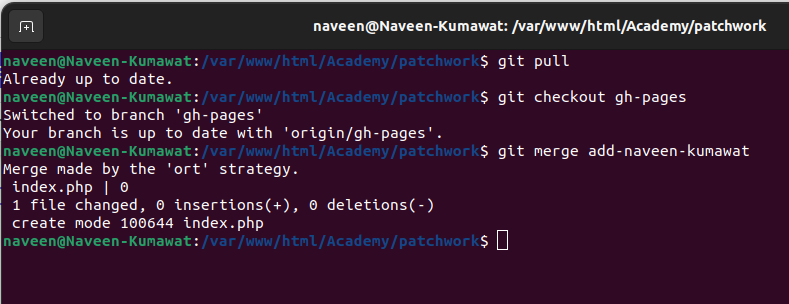 naveen@Naveen-Kumawat: /var/www/html/Academy/patchwork
naveen@Naveen-Kumawat:/var/www/html/Academy/patchwork$ git pull
Already up to date.
naveen@Naveen-Kumawat:/var/www/html/Academy/patchwork$ git checkout gh-pages
Switched to branch 'gh-pages'
Your branch is up to date with 'origin/gh-pages'.
naveen@Naveen-Kumawat:/var/www/html/Academy/patchwork$ git merge add-naveen-kumawat
Merge made by the 'ort' strategy.
 index.php | 0
 1 file changed, 0 insertions(+), 0 deletions(-)
 create mode 100644 index.php
naveen@Naveen-Kumawat:/var/www/html/Academy/patchwork$